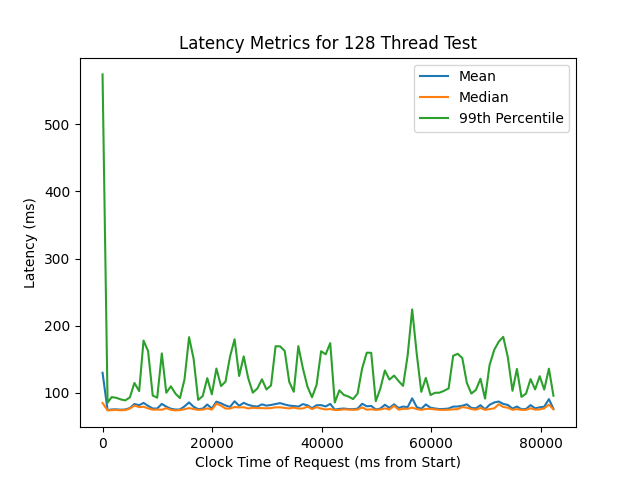 Latency Metrics for 128 Thread Test
Mean
Median
99th Percentile
500
400
300
200
100
Latency (ms)
0
20000
40000
60000
80000
Clock Time of Request (ms from Start)